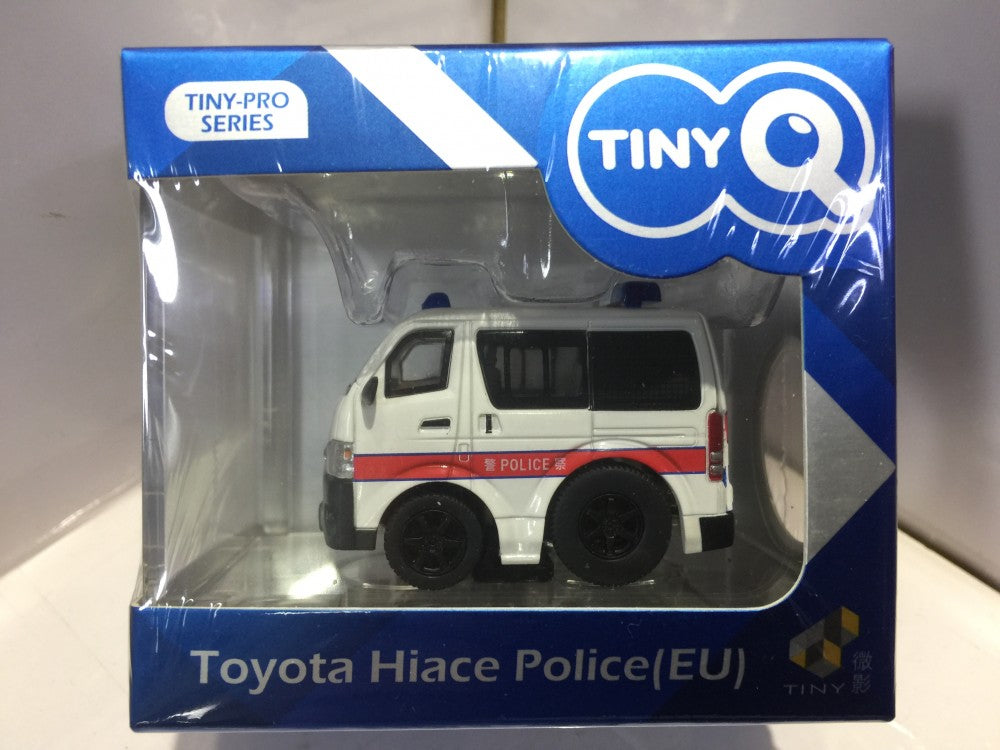 TINY-PRO
SERIES
TINY Q
警 POLICE 察
Toyota Hiace Police(EU)
TINY 微影